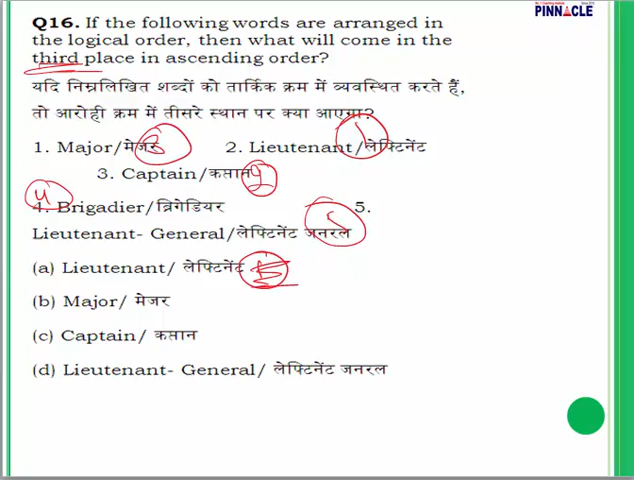 PINNACLE
Q16. If the following words are arranged in
the logical order, then what will come in the
third place in ascending order?
यदि निम्नलिखित शब्दों को तार्किक क्रम में व्यवस्थित करते हैं,
तो आरोही क्रम में तीसरे स्थान पर क्या आएगा?
1. Major/मेजर 2. Lieutenant/लेफ्टिनेंट
3. Captain/कप्तान
4. Brigadier/ब्रिगेडियर 5.
Lieutenant- General/लेफ्टिनेंट जनरल
(a) Lieutenant/ लेफ्टिनेंट
(b) Major/ मेजर
(c) Captain/ कप्तान
(d) Lieutenant- General/ लेफ्टिनेंट जनरल